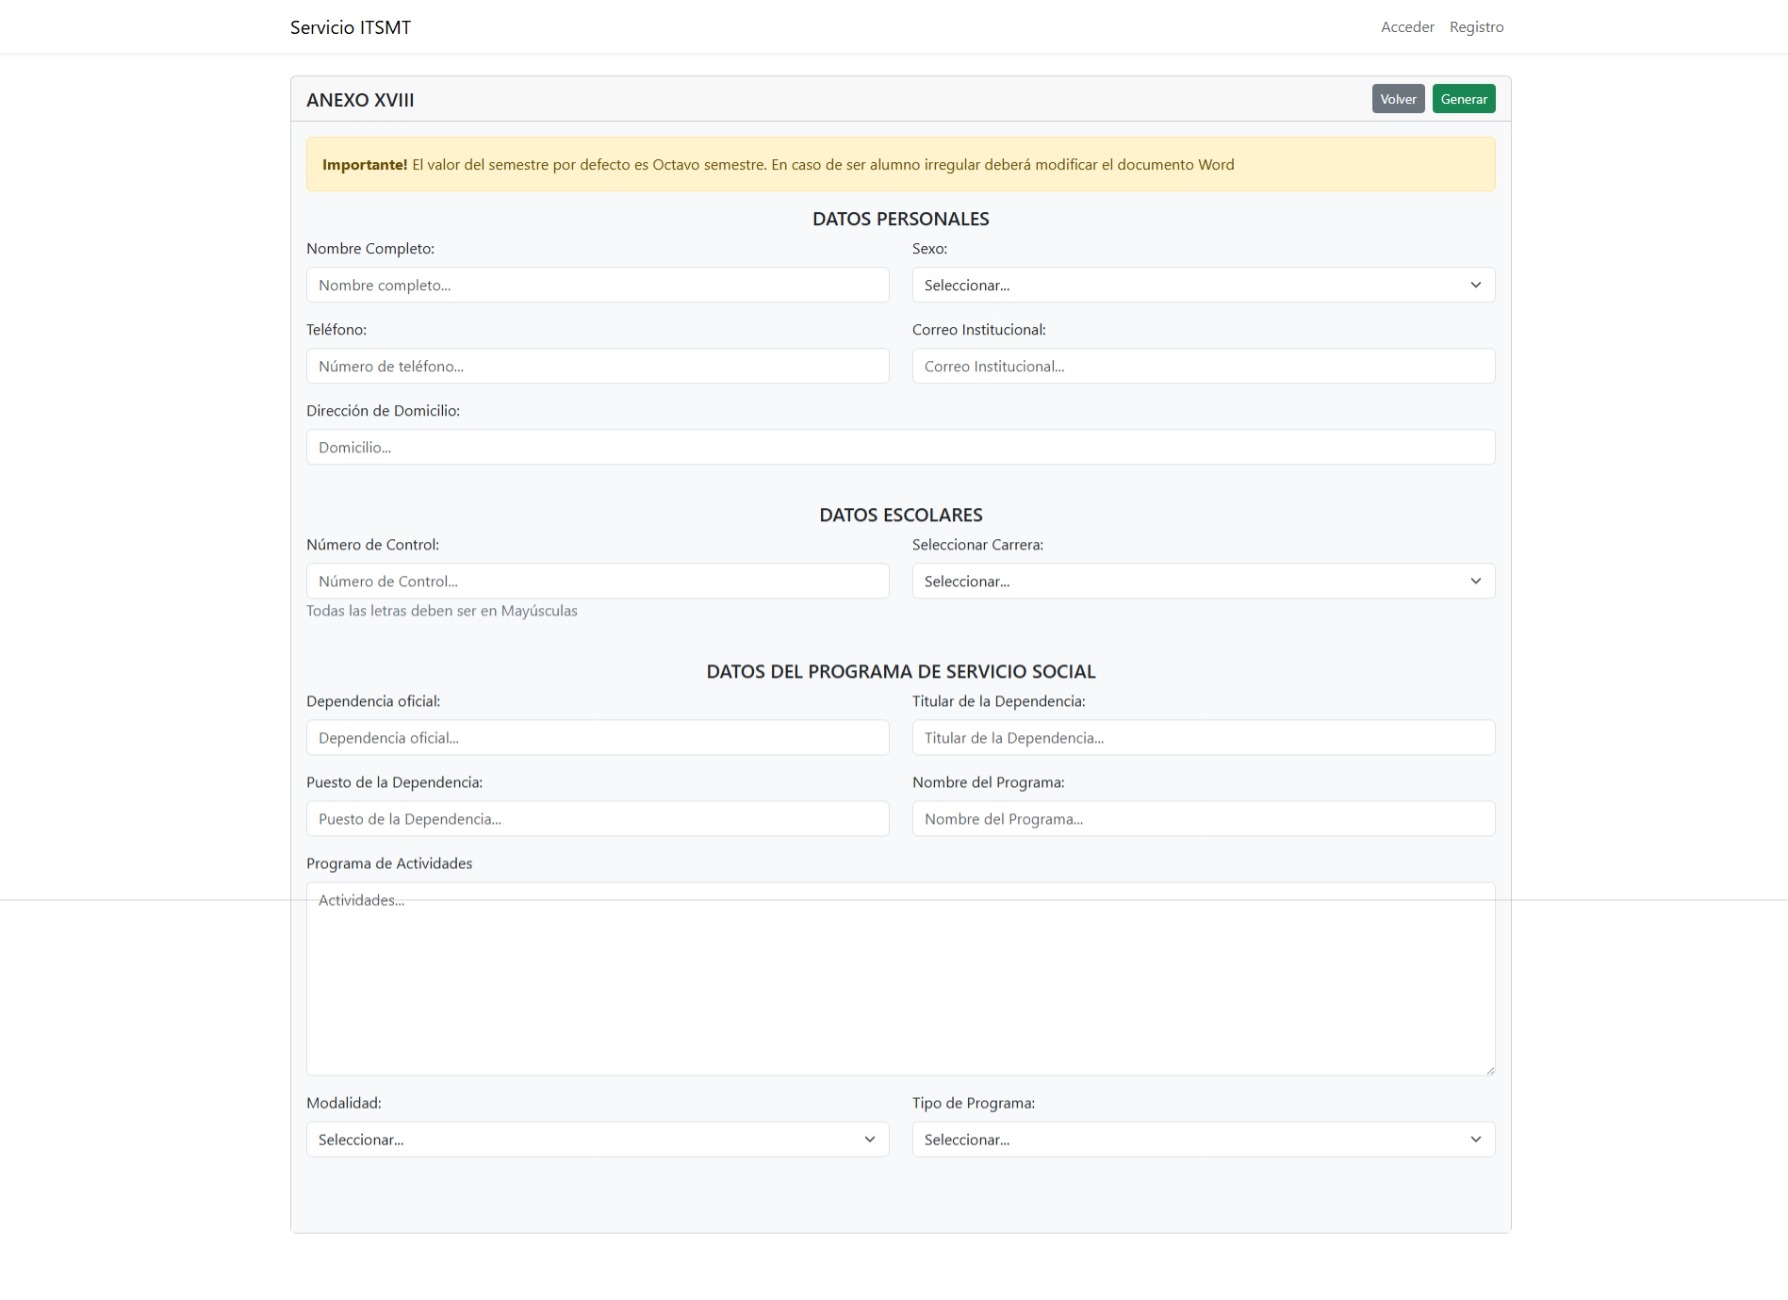 Servicio ITSMT
Acceder Registro
ANEXO XVIII
Volver Generar
Importante! El valor del semestre por defecto es Octavo semestre. En caso de ser alumno irregular deberá modificar el documento Word
DATOS PERSONALES
Nombre Completo: Sexo:
Nombre completo... Seleccionar...
Teléfono: Correo Institucional:
Número de teléfono... Correo Institucional...
Dirección de Domicilio:
Domicilio...
DATOS ESCOLARES
Número de Control: Seleccionar Carrera:
Número de Control... Seleccionar...
Todas las letras deben ser en Mayúsculas
DATOS DEL PROGRAMA DE SERVICIO SOCIAL
Dependencia oficial: Titular de la Dependencia:
Dependencia oficial... Titular de la Dependencia...
Puesto de la Dependencia: Nombre del Programa:
Puesto de la Dependencia... Nombre del Programa...
Programa de Actividades
Actividades...
Modalidad: Tipo de Programa:
Seleccionar... Seleccionar...